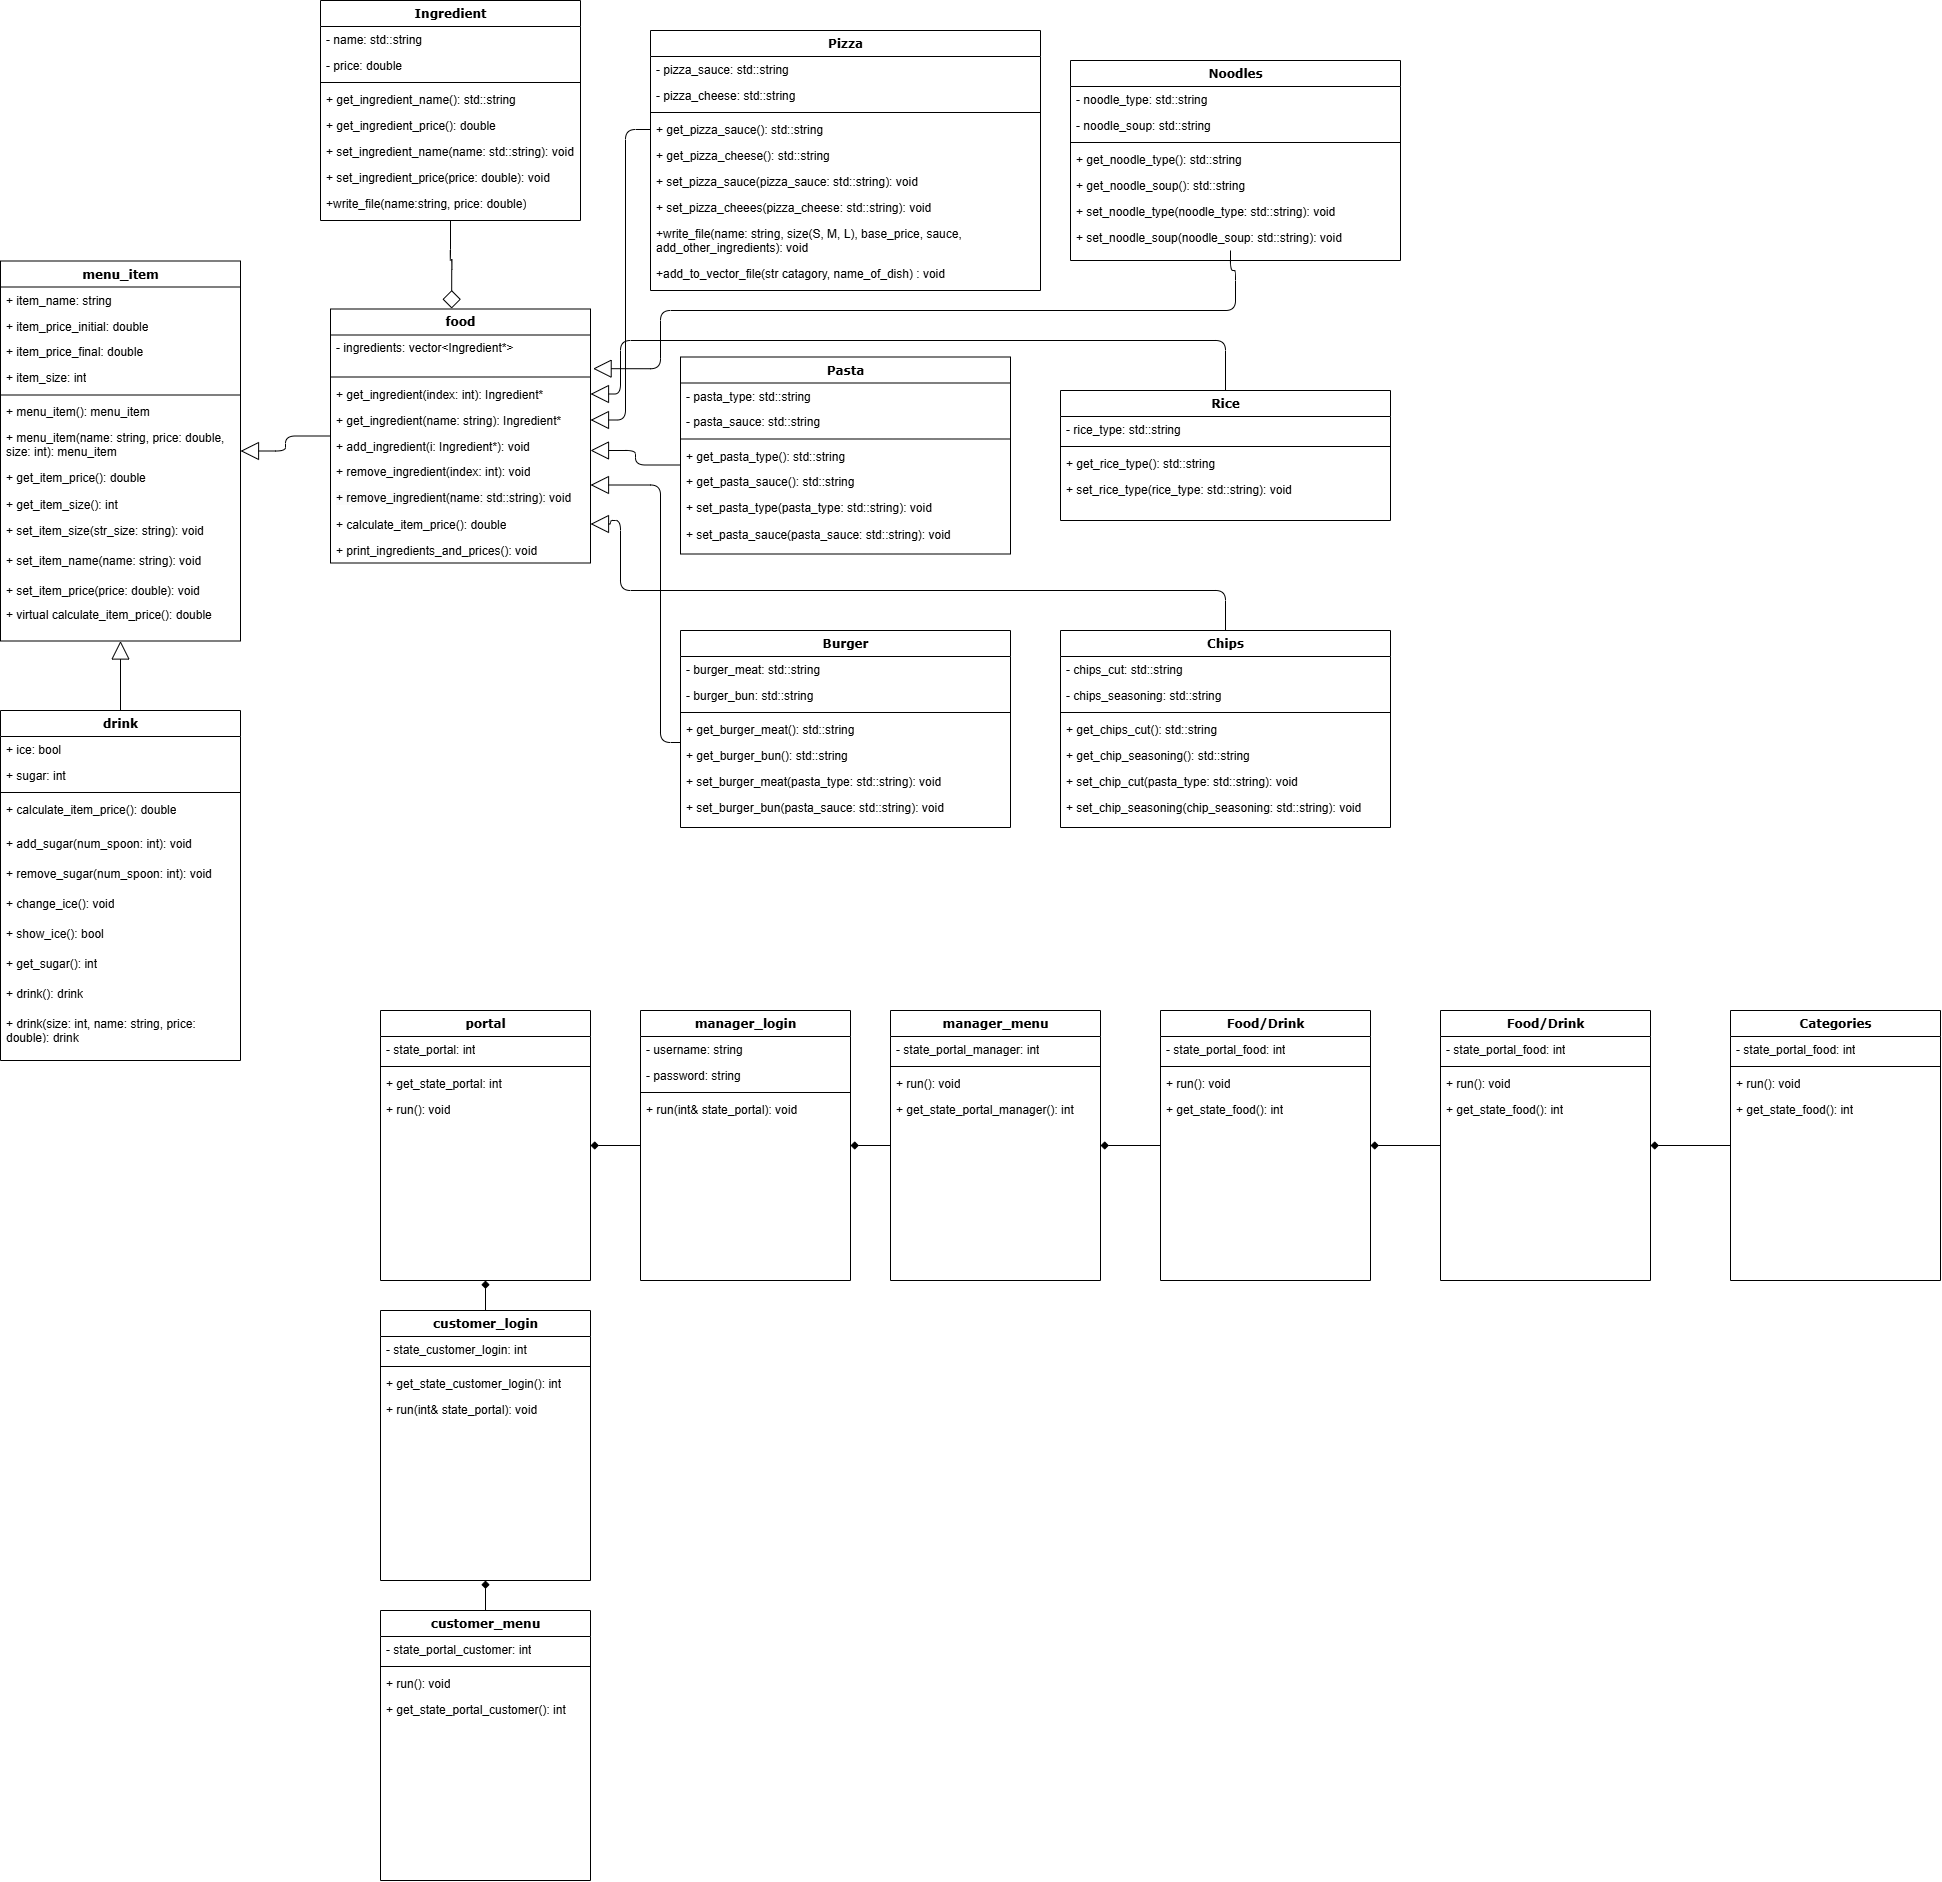 Ingredient
- name: std::string
- price: double
+ get_ingredient_name(): std::string
+ get_ingredient_price(): double
+ set_ingredient_name(name: std::string): void
+ set_ingredient_price(price: double): void
+write_file(name:string, price: double)
Pizza
- pizza_sauce: std::string
- pizza_cheese: std::string
+ get_pizza_sauce(): std::string
+ get_pizza_cheese(): std::string
+ set_pizza_sauce(pizza_sauce: std::string): void
+ set_pizza_cheees(pizza_cheese: std::string): void
+write_file(name: string, size(S, M, L), base_price, sauce,
add_other_ingredients): void
+add_to_vector_file(str catagory, name_of_dish) : void
Noodles
- noodle_type: std::string
- noodle_soup: std::string
+ get_noodle_type(): std::string
+ get_noodle_soup(): std::string
+ set_noodle_type(noodle_type: std::string): void
+ set_noodle_soup(noodle_soup: std::string): void
menu_item
+ item_name: string
+ item_price_initial: double
+ item_price_final: double
+ item_size: int
+ menu_item(): menu_item
+ menu_item(name: string, price: double,
size: int): menu_item
+ get_item_price(): double
+ get_item_size(): int
+ set_item_size(str_size: string): void
+ set_item_name(name: string): void
+ set_item_price(price: double): void
+ virtual calculate_item_price(): double
food
- ingredients: vector<Ingredient*>
+ get_ingredient(index: int): Ingredient*
+ get_ingredient(name: string): Ingredient*
+ add_ingredient(i: Ingredient*): void
+ remove_ingredient(index: int): void
+ remove_ingredient(name: std::string): void
+ calculate_item_price(): double
+ print_ingredients_and_prices(): void
Pasta
- pasta_type: std::string
- pasta_sauce: std::string
+ get_pasta_type(): std::string
+ get_pasta_sauce(): std::string
+ set_pasta_type(pasta_type: std::string): void
+ set_pasta_sauce(pasta_sauce: std::string): void
Rice
- rice_type: std::string
+ get_rice_type(): std::string
+ set_rice_type(rice_type: std::string): void
Burger
- burger_meat: std::string
- burger_bun: std::string
+ get_burger_meat(): std::string
+ get_burger_bun(): std::string
+ set_burger_meat(pasta_type: std::string): void
+ set_burger_bun(pasta_sauce: std::string): void
Chips
- chips_cut: std::string
- chips_seasoning: std::string
+ get_chips_cut(): std::string
+ get_chip_seasoning(): std::string
+ set_chip_cut(pasta_type: std::string): void
+ set_chip_seasoning(chip_seasoning: std::string): void
drink
+ ice: bool
+ sugar: int
+ calculate_item_price(): double
+ add_sugar(num_spoon: int): void
+ remove_sugar(num_spoon: int): void
+ change_ice(): void
+ show_ice(): bool
+ get_sugar(): int
+ drink(): drink
+ drink(size: int, name: string, price:
double): drink
portal
- state_portal: int
+ get_state_portal: int
+ run(): void
manager_login
- username: string
- password: string
+ run(int& state_portal): void
manager_menu
- state_portal_manager: int
+ run(): void
+ get_state_portal_manager(): int
Food/Drink
- state_portal_food: int
+ run(): void
+ get_state_food(): int
Food/Drink
- state_portal_food: int
+ run(): void
+ get_state_food(): int
Categories
- state_portal_food: int
+ run(): void
+ get_state_food(): int
customer_login
- state_customer_login: int
+ get_state_customer_login(): int
+ run(int& state_portal): void
customer_menu
- state_portal_customer: int
+ run(): void
+ get_state_portal_customer(): int